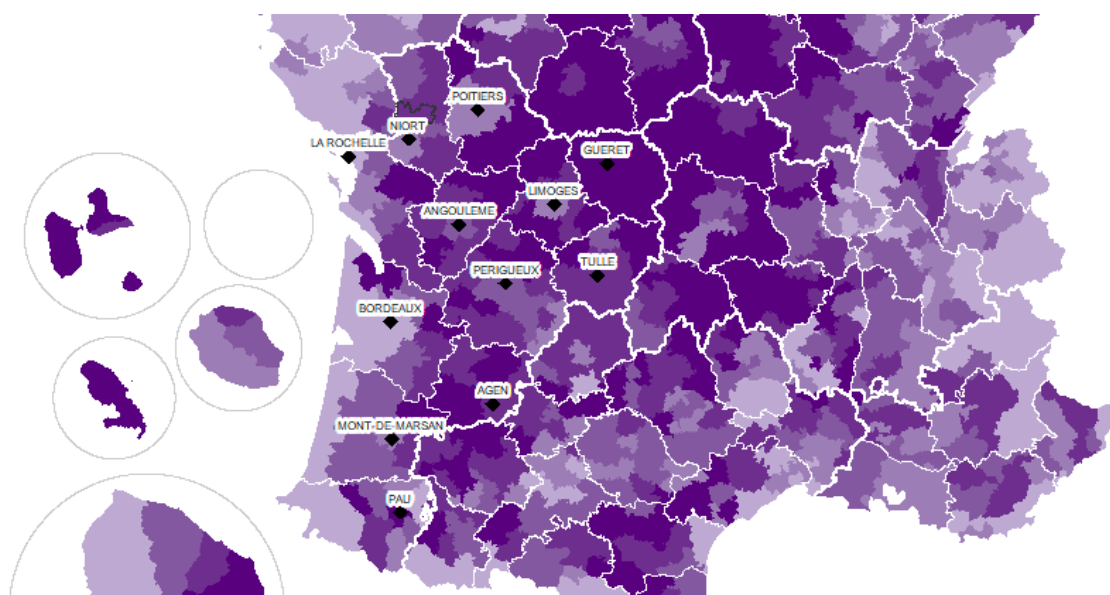 POITIERS
NIORT
LA ROCHELLE
GUERET
LIMOGES
ANGOULEME
TULLE
PERIGUEUX
BORDEAUX
AGEN
MONT-DE-MARSAN
PAU